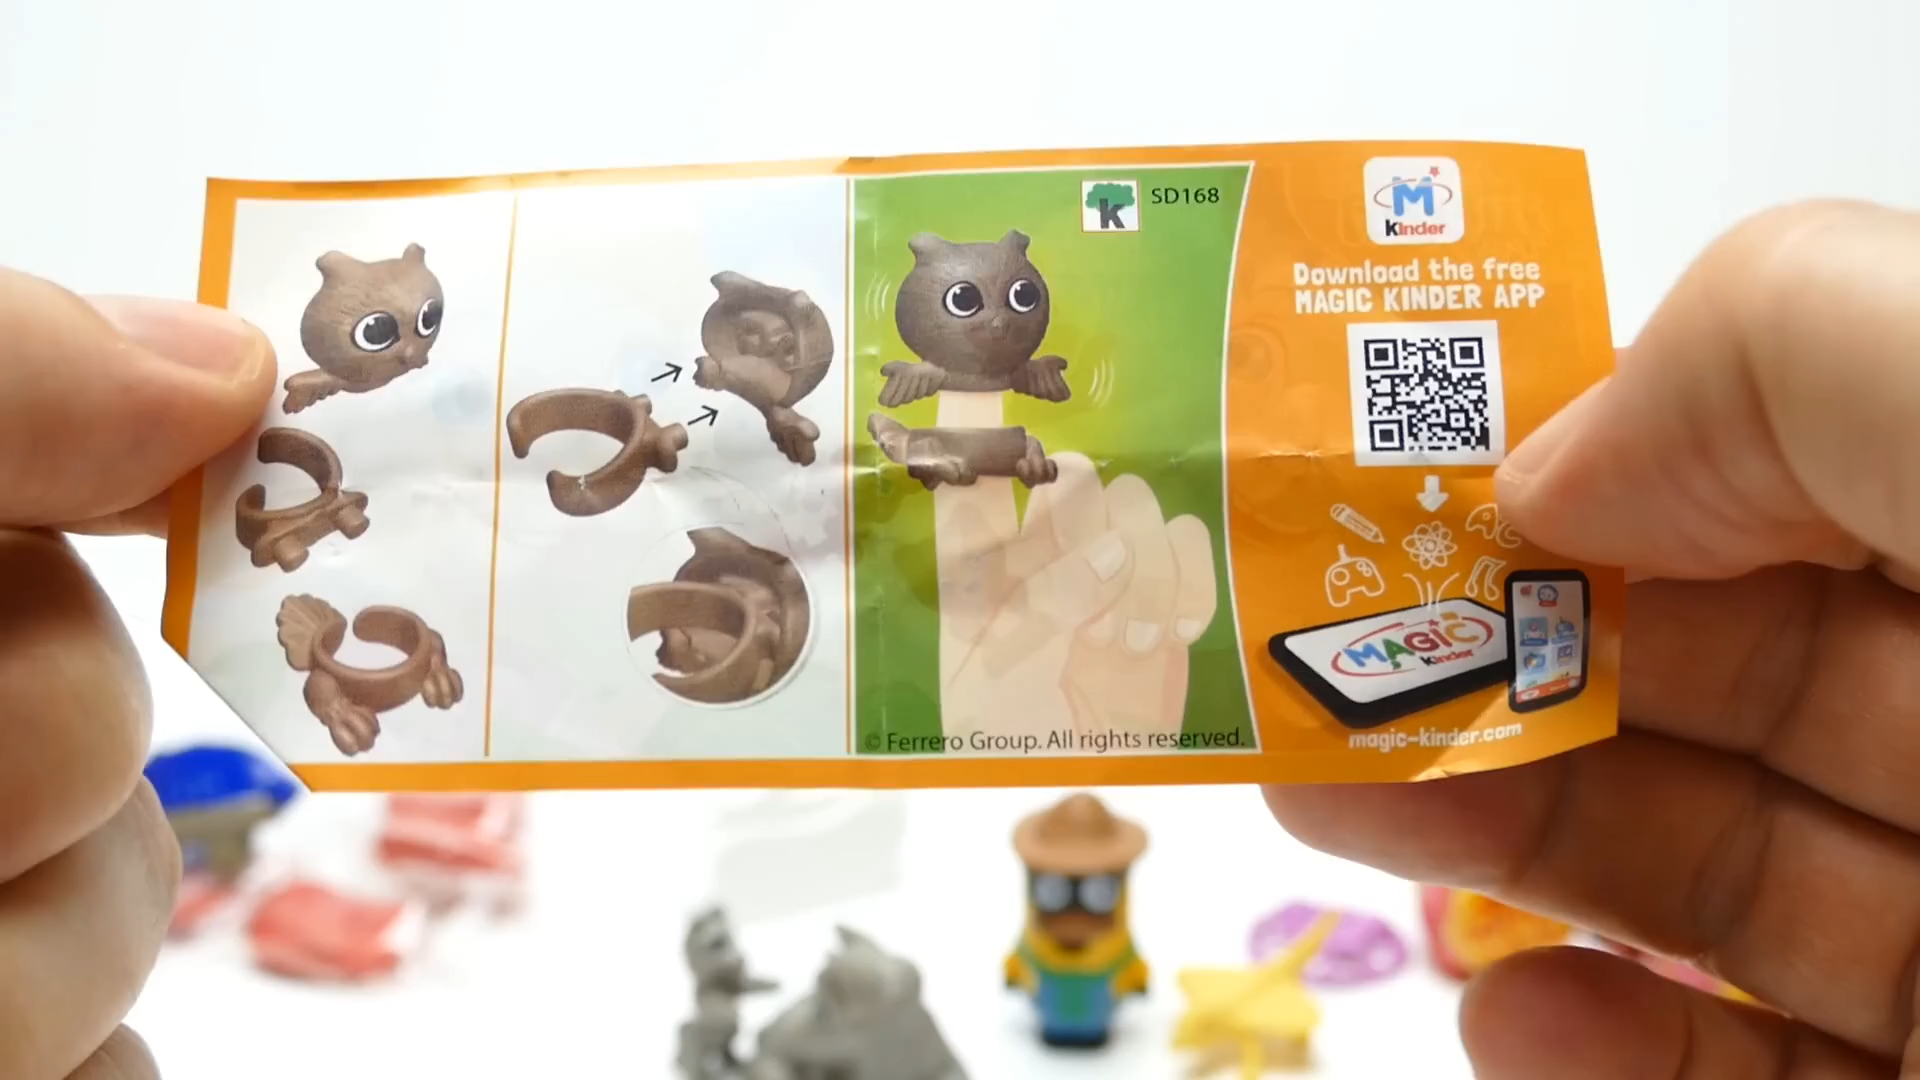 k
SD168
M
Kinder
Download the free
MAGIC KINDER APP
MAGIC
Kinder
magic-kinder.com
© Ferrero Group. All rights reserved.